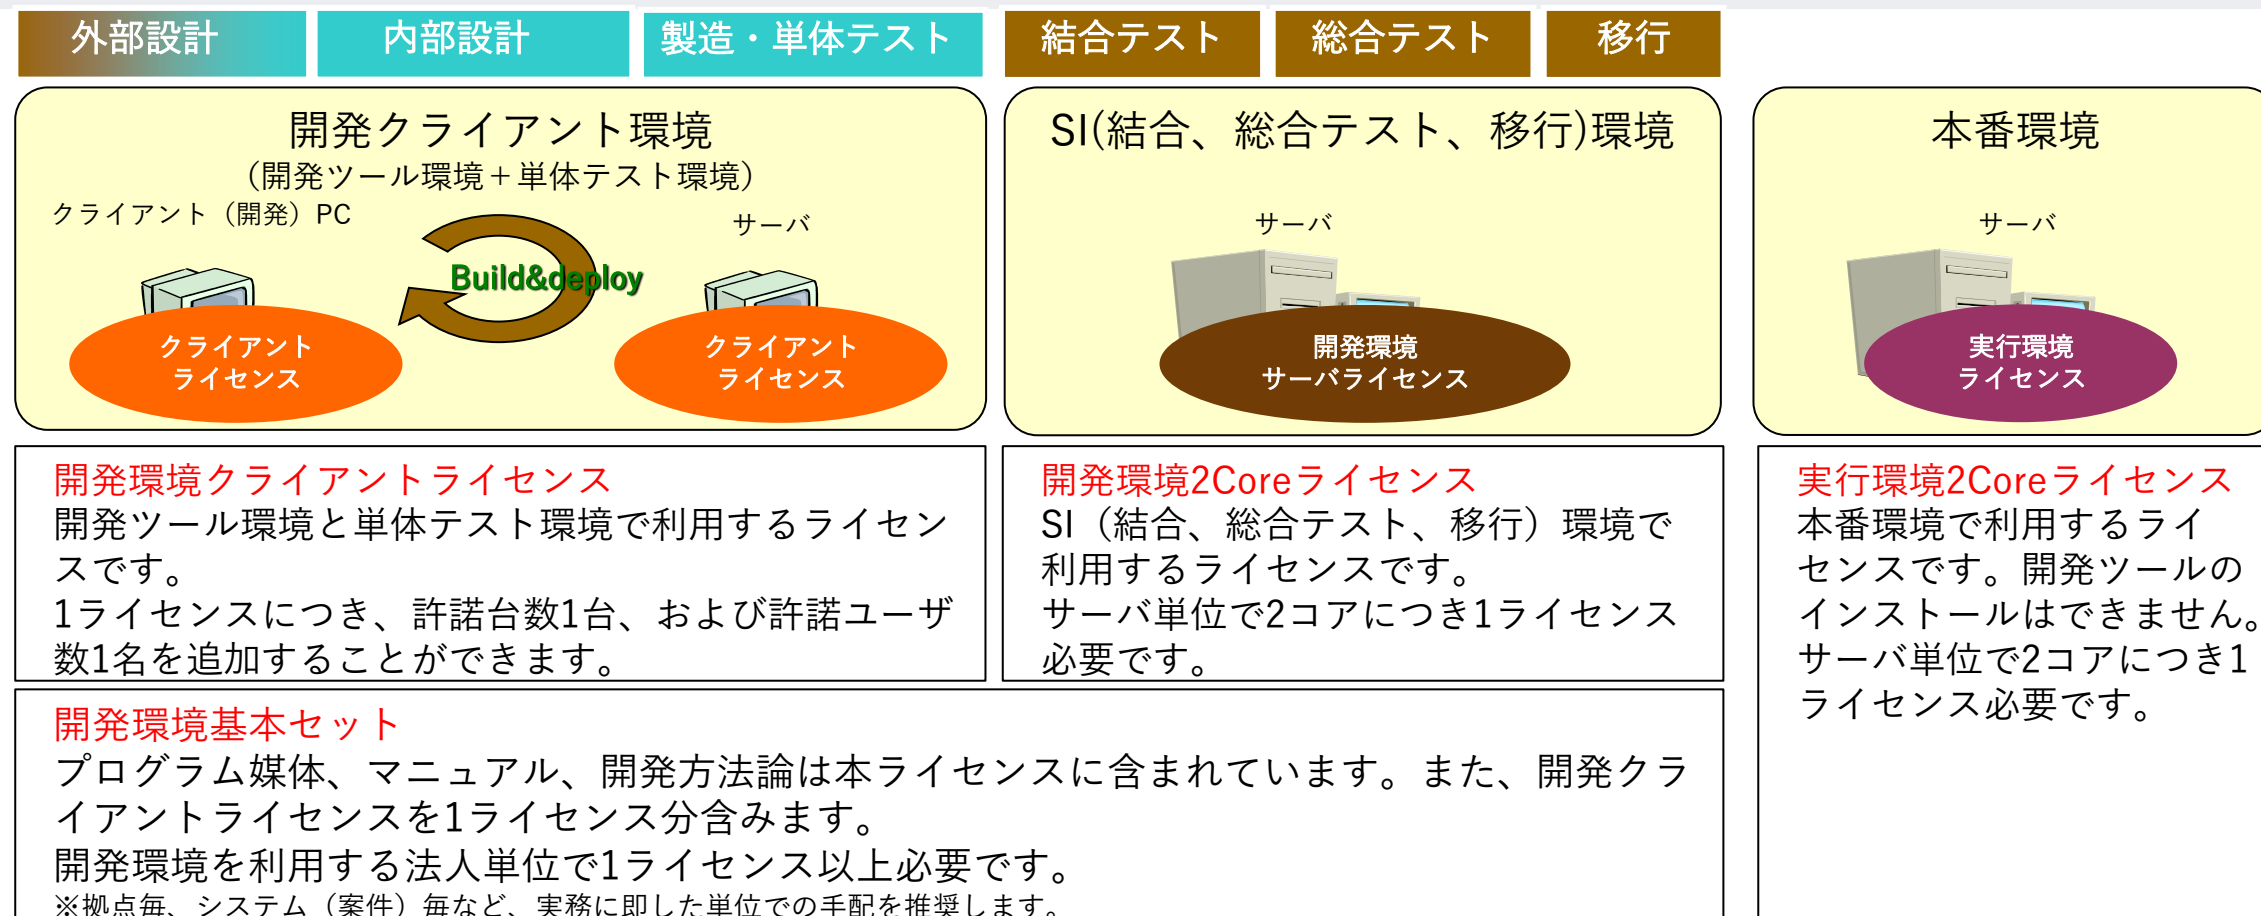 外部設計
内部設計
製造・単体テスト
結合テスト
総合テスト
移行
開発クライアント環境
（開発ツール環境＋単体テスト環境）
クライアント（開発）PC
サーバ
Build&deploy
クライアント
ライセンス
クライアント
ライセンス
SI(結合、総合テスト、移行)環境
サーバ
開発環境
サーバライセンス
本番環境
サーバ
実行環境
ライセンス
開発環境クライアントライセンス
開発ツール環境と単体テスト環境で利用するライセン
スです。
1ライセンスにつき、許諾台数1台、および許諾ユーザ
数1名を追加することができます。
開発環境2Coreライセンス
SI（結合、総合テスト、移行）環境で
利用するライセンスです。
サーバ単位で2コアにつき1ライセンス
必要です。
実行環境2Coreライセンス
本番環境で利用するライ
センスです。開発ツールの
インストールはできません。
サーバ単位で2コアにつき1
ライセンス必要です。
開発環境基本セット
プログラム媒体、マニュアル、開発方法論は本ライセンスに含まれています。また、開発クラ
イアントライセンスを1ライセンス分含みます。
開発環境を利用する法人単位で1ライセンス以上必要です。
※拠点毎、システム（案件）毎など、実務に即した単位での手配を推奨します。